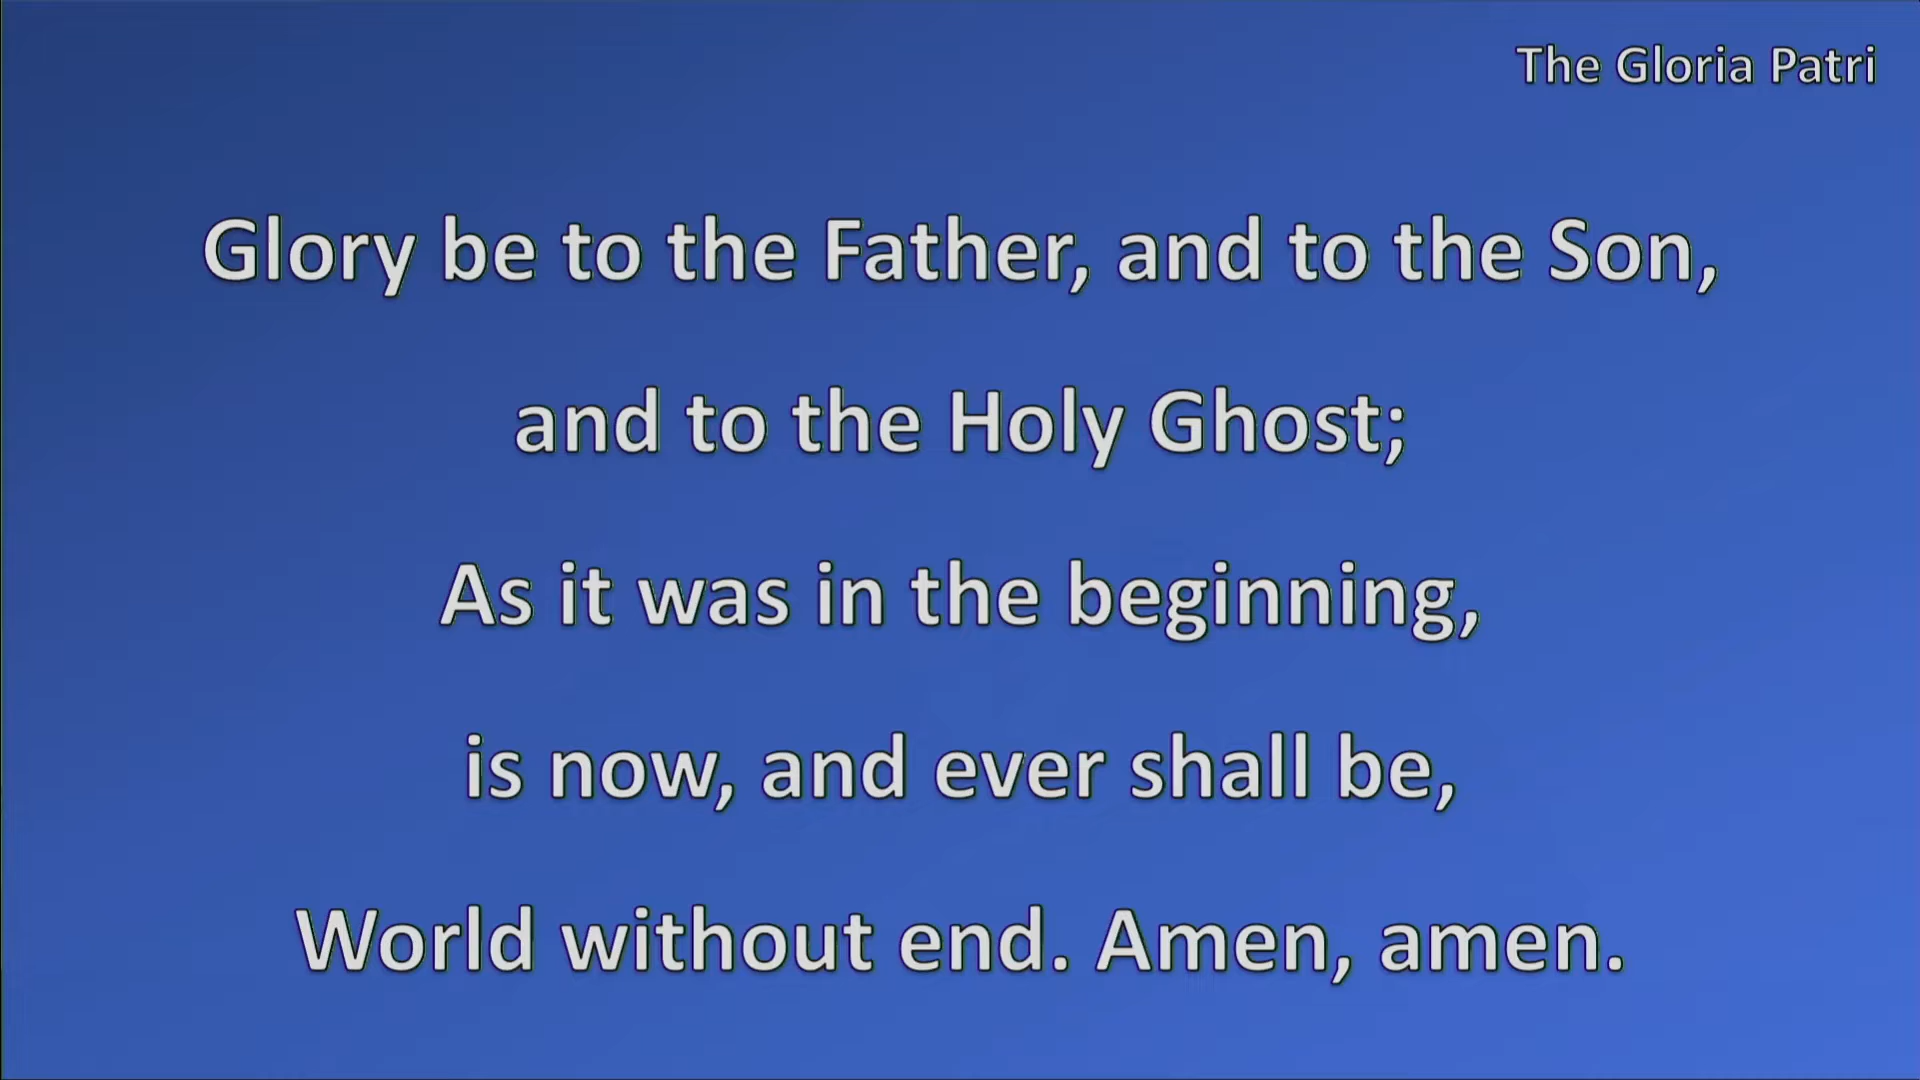 The Gloria Patri
Glory be to the Father, and to the Son,
and to the Holy Ghost;
As it was in the beginning,
is now, and ever shall be,
World without end. Amen, amen.